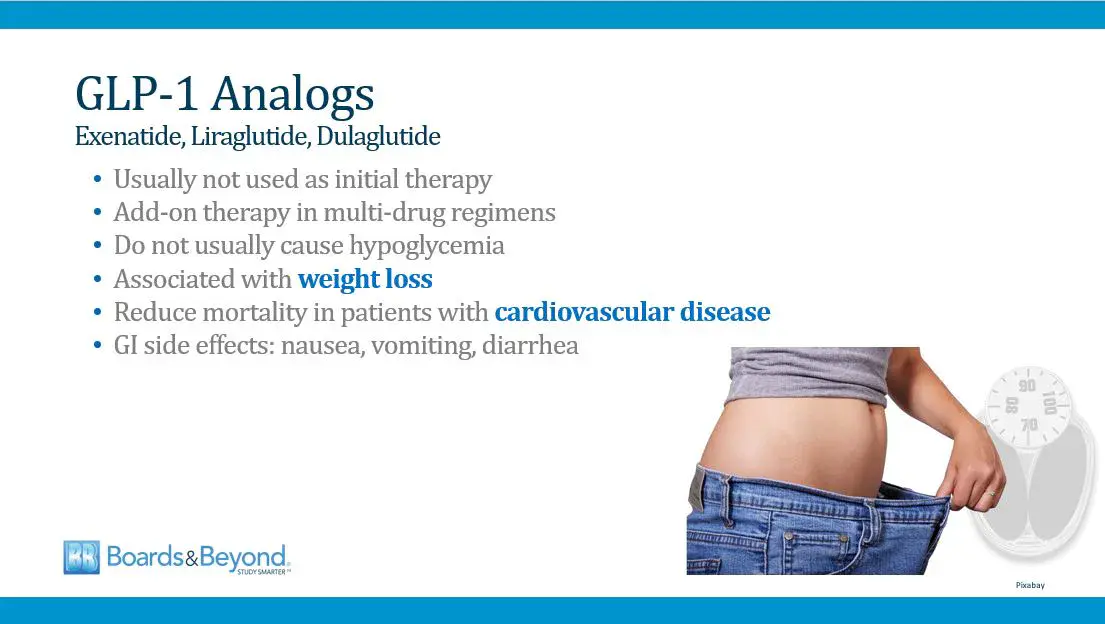 GLP-1 Analogs
Exenatide, Liraglutide, Dulaglutide
• Usually not used as initial therapy
• Add-on therapy in multi-drug regimens
• Do not usually cause hypoglycemia
• Associated with weight loss
• Reduce mortality in patients with cardiovascular disease
• GI side effects: nausea, vomiting, diarrhea
90
80
100
70
BB Boards&Beyond.
STUDY SMARTER
Pixabay